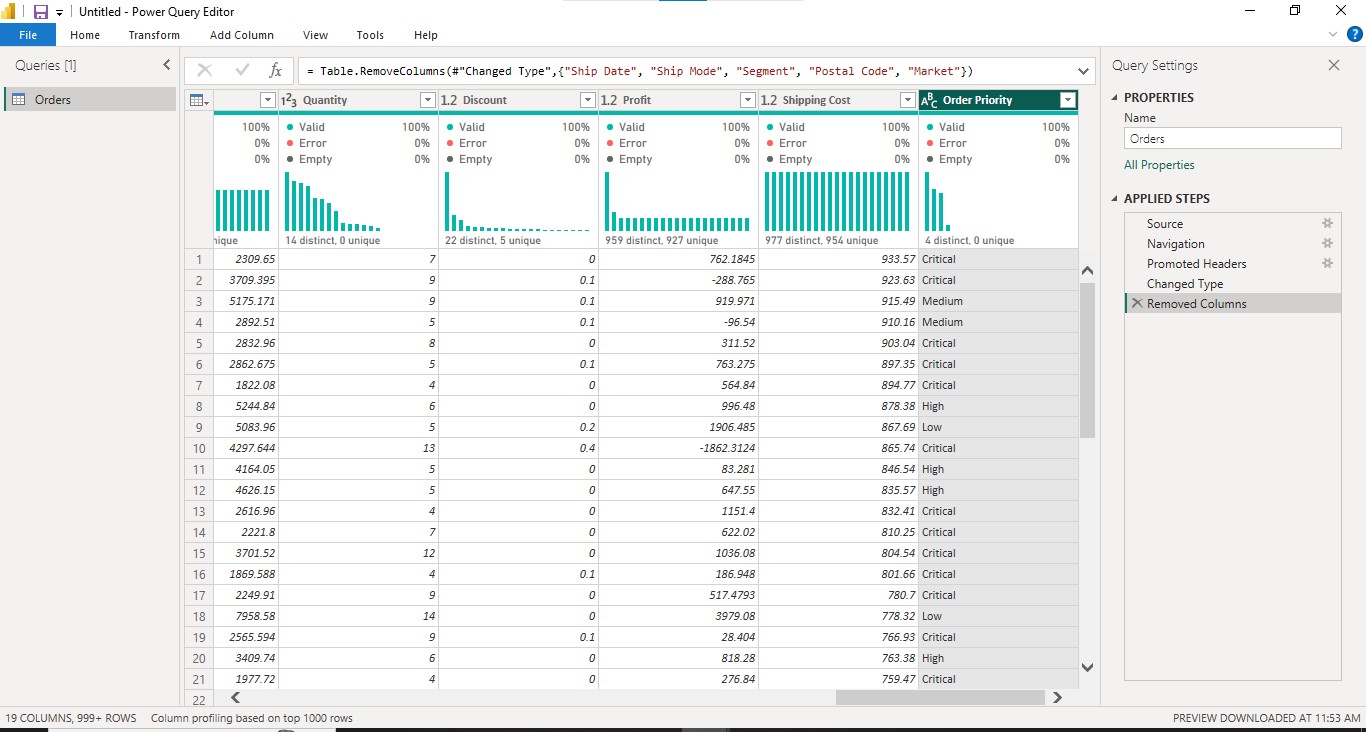 Untitled - Power Query Editor
File Home Transform Add Column View Tools Help
Queries [1]
Orders
fx = Table.RemoveColumns(#"Changed Type",{"Ship Date", "Ship Mode", "Segment", "Postal Code", "Market"})
1²3 Quantity 1.2 Discount 1.2 Profit 1.2 Shipping Cost ABC Order Priority
100% Valid 100% Valid 100% Valid 100% Valid 100% Valid 100%
0% Error 0% Error 0% Error 0% Error 0% Error 0%
0% Empty 0% Empty 0% Empty 0% Empty 0% Empty 0%
nique 14 distinct, 0 unique 22 distinct, 5 unique 959 distinct, 927 unique 977 distinct, 954 unique 4 distinct, 0 unique
1 2309.65 7 0 762.1845 933.57 Critical
2 3709.395 9 0.1 -288.765 923.63 Critical
3 5175.171 9 0.1 919.971 915.49 Medium
4 2892.51 5 0.1 -96.54 910.16 Medium
5 2832.96 8 0 311.52 903.04 Critical
6 2862.675 5 0.1 763.275 897.35 Critical
7 1822.08 4 0 564.84 894.77 Critical
8 5244.84 6 0 996.48 878.38 High
9 5083.96 5 0.2 1906.485 867.69 Low
10 4297.644 13 0.4 -1862.3124 865.74 Critical
11 4164.05 5 0 83.281 846.54 High
12 4626.15 5 0 647.55 835.57 High
13 2616.96 4 0 1151.4 832.41 Critical
14 2221.8 7 0 622.02 810.25 Critical
15 3701.52 12 0 1036.08 804.54 Critical
16 1869.588 4 0.1 186.948 801.66 Critical
17 2249.91 9 0 517.4793 780.7 Critical
18 7958.58 14 0 3979.08 778.32 Low
19 2565.594 9 0.1 28.404 766.93 Critical
20 3409.74 6 0 818.28 763.38 High
21 1977.72 4 0 276.84 759.47 Critical
22
Query Settings
PROPERTIES
Name
Orders
All Properties
APPLIED STEPS
Source
Navigation
Promoted Headers
Changed Type
Removed Columns
19 COLUMNS, 999+ ROWS Column profiling based on top 1000 rows PREVIEW DOWNLOADED AT 11:53 AM